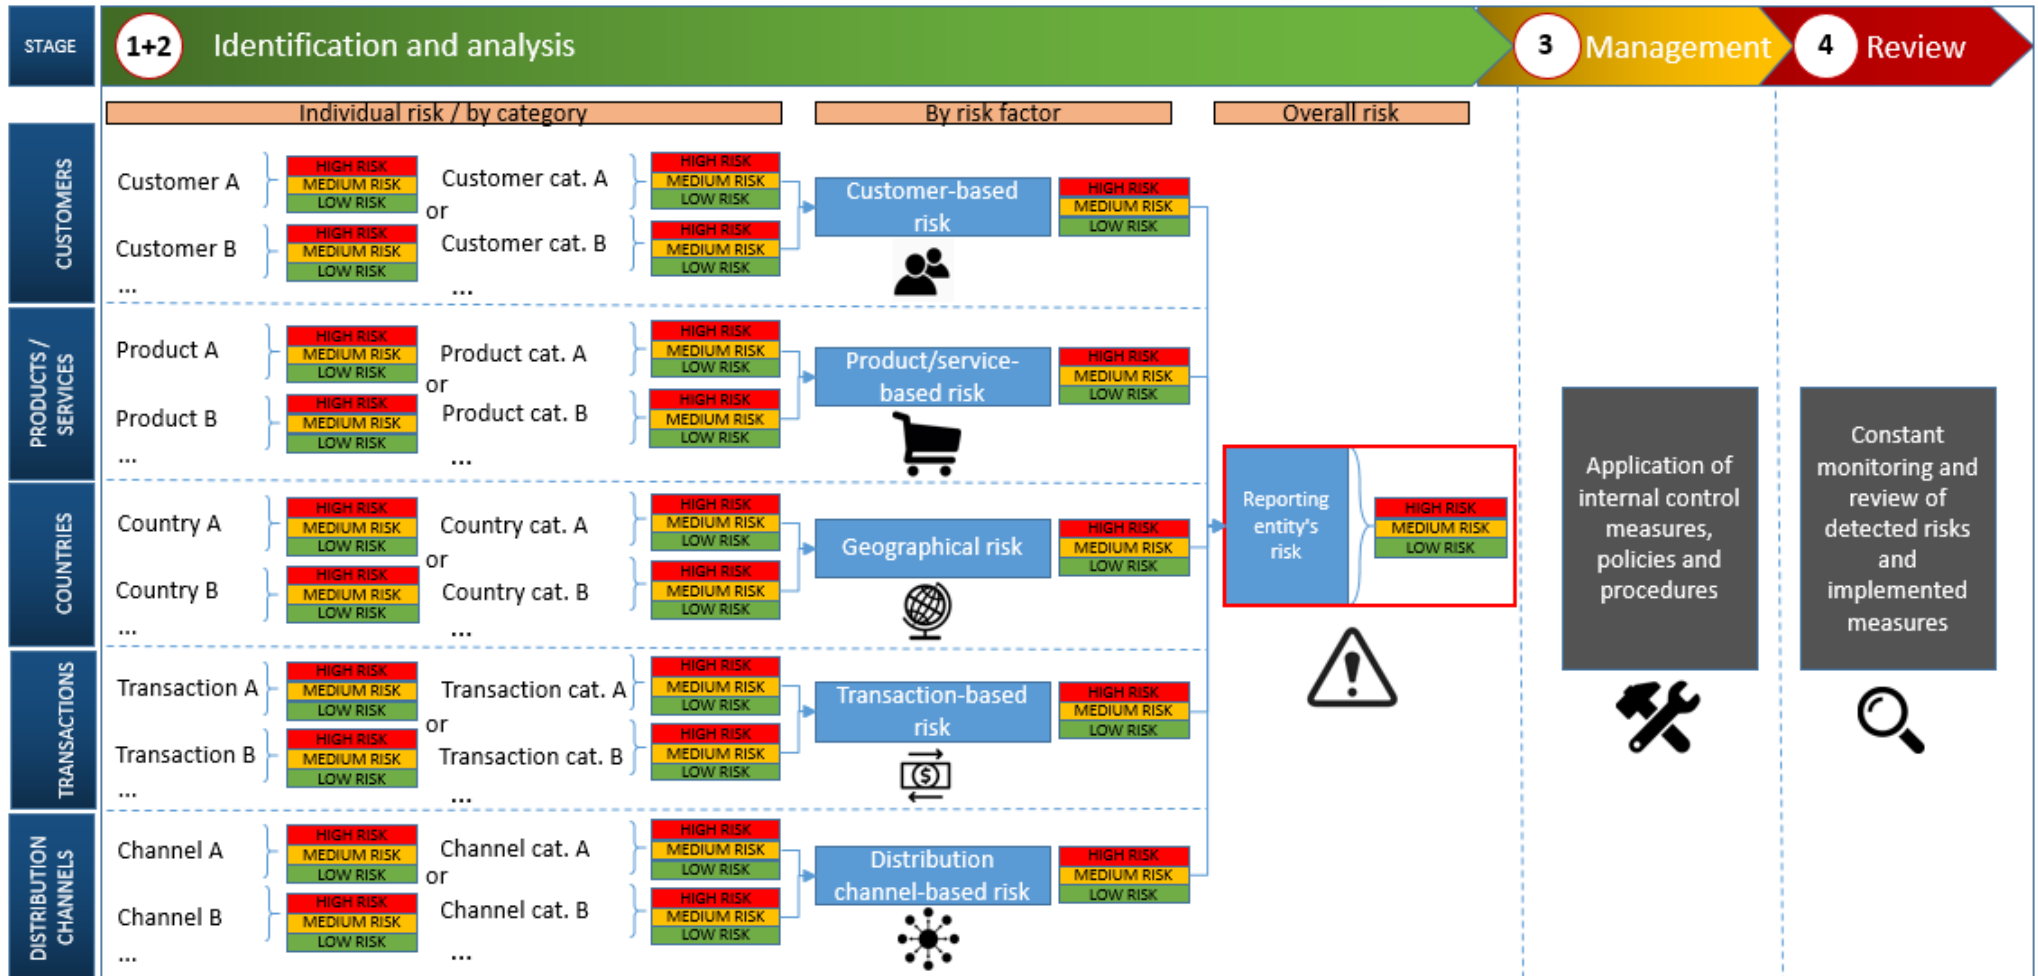 STAGE
1+2
Identification and analysis
3
Management
4
Review
Individual risk / by category
By risk factor
Overall risk
CUSTOMERS
Customer A
HIGH RISK
MEDIUM RISK
LOW RISK
or
Customer cat. A
HIGH RISK
MEDIUM RISK
LOW RISK
Customer B
HIGH RISK
MEDIUM RISK
LOW RISK
Customer cat. B
HIGH RISK
MEDIUM RISK
LOW RISK
...
...
Customer-based
risk
HIGH RISK
MEDIUM RISK
LOW RISK
PRODUCTS /
SERVICES
Product A
HIGH RISK
MEDIUM RISK
LOW RISK
or
Product cat. A
HIGH RISK
MEDIUM RISK
LOW RISK
Product B
HIGH RISK
MEDIUM RISK
LOW RISK
Product cat. B
HIGH RISK
MEDIUM RISK
LOW RISK
...
...
Product/service-
based risk
HIGH RISK
MEDIUM RISK
LOW RISK
COUNTRIES
Country A
HIGH RISK
MEDIUM RISK
LOW RISK
or
Country cat. A
HIGH RISK
MEDIUM RISK
LOW RISK
Country B
HIGH RISK
MEDIUM RISK
LOW RISK
Country cat. B
HIGH RISK
MEDIUM RISK
LOW RISK
...
...
Geographical risk
HIGH RISK
MEDIUM RISK
LOW RISK
TRANSACTIONS
Transaction A
HIGH RISK
MEDIUM RISK
LOW RISK
or
Transaction cat. A
HIGH RISK
MEDIUM RISK
LOW RISK
Transaction B
HIGH RISK
MEDIUM RISK
LOW RISK
Transaction cat. B
HIGH RISK
MEDIUM RISK
LOW RISK
...
...
Transaction-based
risk
HIGH RISK
MEDIUM RISK
LOW RISK
$
DISTRIBUTION
CHANNELS
Channel A
HIGH RISK
MEDIUM RISK
LOW RISK
or
Channel cat. A
HIGH RISK
MEDIUM RISK
LOW RISK
Channel B
HIGH RISK
MEDIUM RISK
LOW RISK
Channel cat. B
HIGH RISK
MEDIUM RISK
LOW RISK
...
...
Distribution
channel-based risk
HIGH RISK
MEDIUM RISK
LOW RISK
Reporting
entity's
risk
HIGH RISK
MEDIUM RISK
LOW RISK
!
Application of
internal control
measures,
policies and
procedures
Constant
monitoring and
review of
detected risks
and
implemented
measures